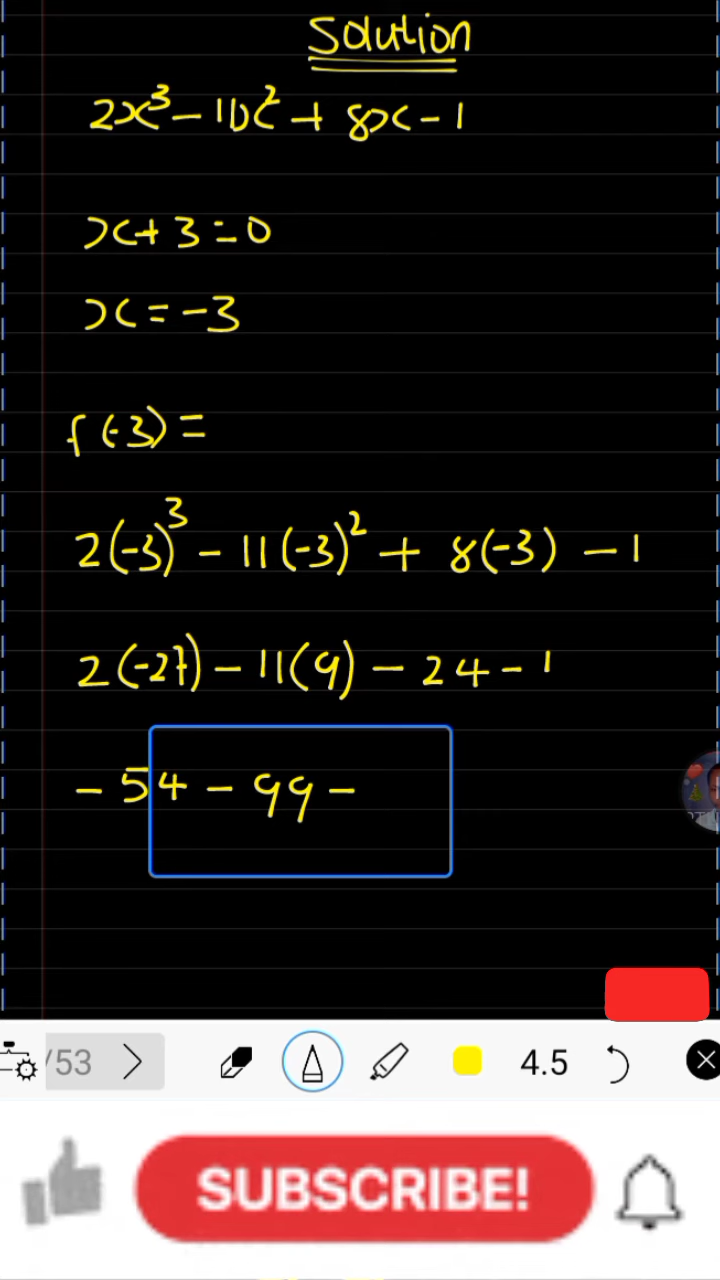 Solution
2x³ - 11x² + 8x - 1
x + 3 = 0
x = -3
f(-3) =
2(-3)³ - 11(-3)² + 8(-3) - 1
2(-27) - 11(9) - 24 - 1
- 54 - 99 -
/53
4.5
SUBSCRIBE!